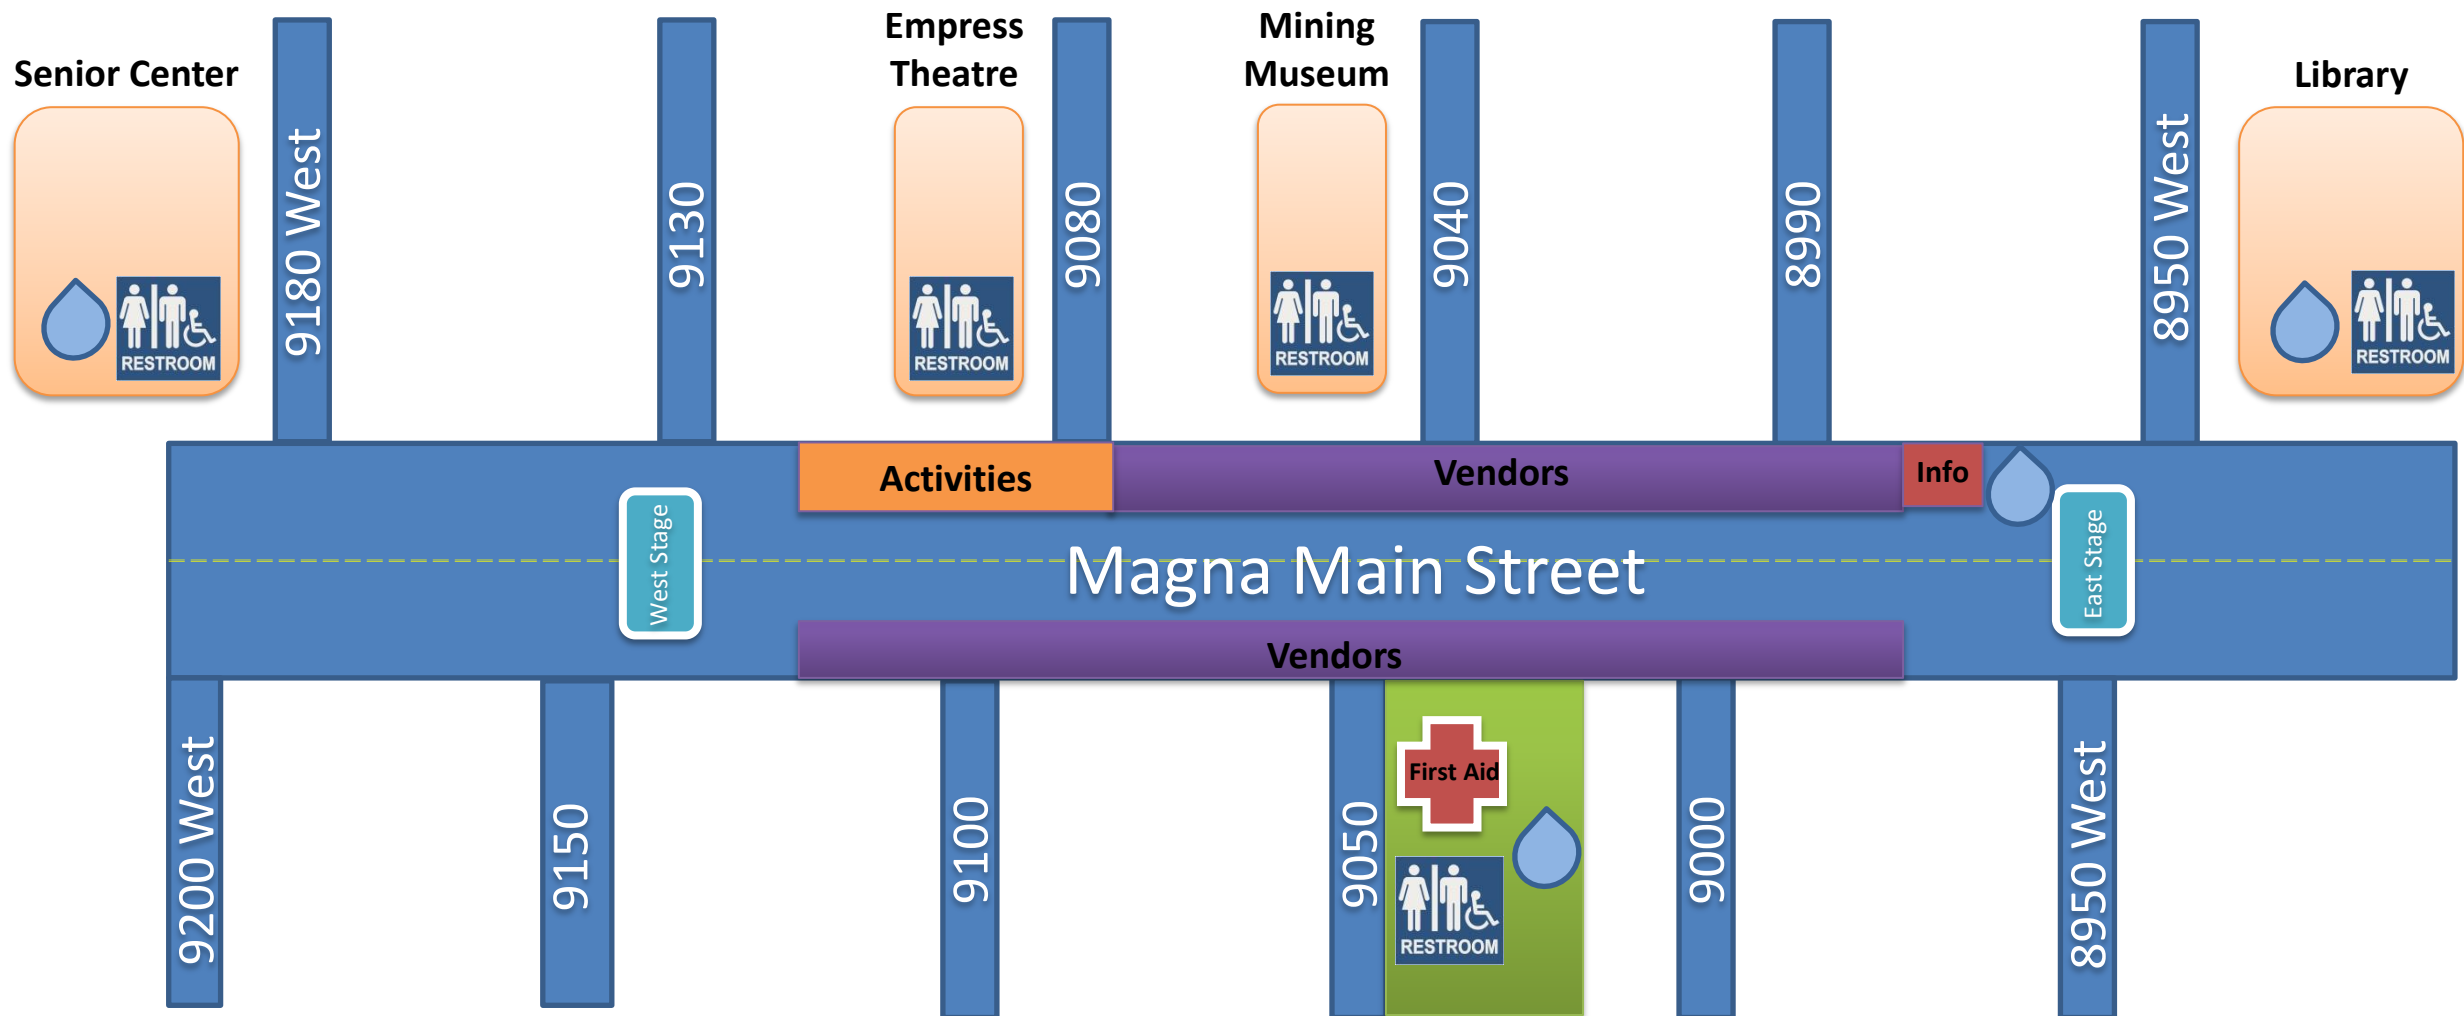 Senior Center
Empress
Theatre
Mining
Museum
Library
9180 West
9130
9080
9040
8990
8950 West
RESTROOM
RESTROOM
RESTROOM
RESTROOM
Activities
Vendors
Info
West Stage
Magna Main Street
East Stage
Vendors
9200 West
9150
9100
9050
First Aid
RESTROOM
9000
8950 West